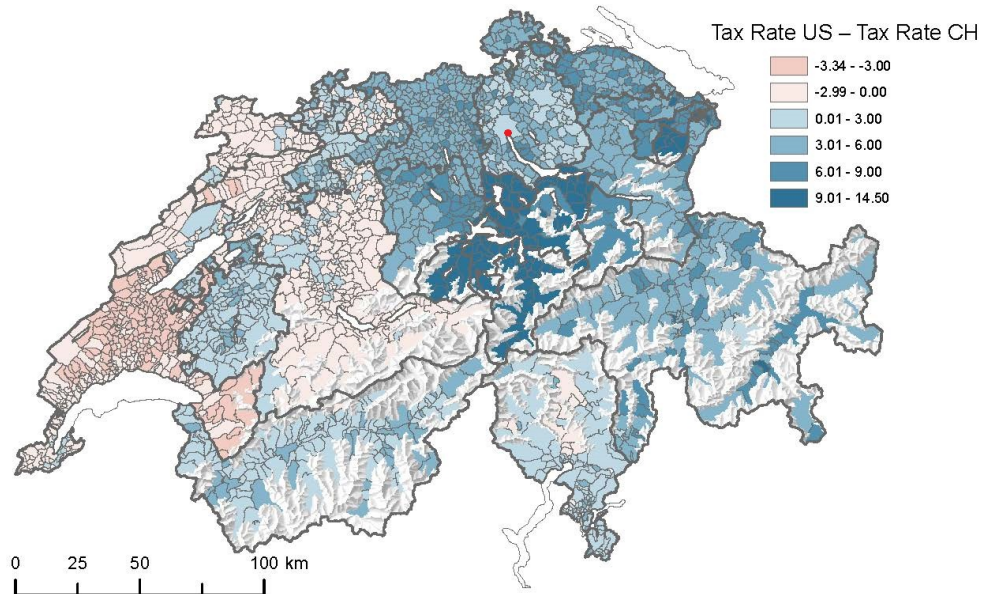 Tax Rate US – Tax Rate CH
-3.34 - -3.00
-2.99 - 0.00
0.01 - 3.00
3.01 - 6.00
6.01 - 9.00
9.01 - 14.50
0 25 50 100 km